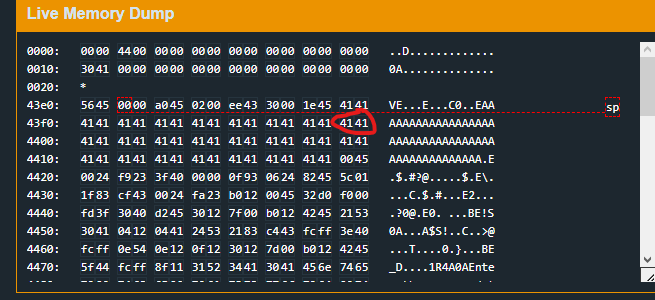 Live Memory Dump
0000: 0000 4400 0000 0000 0000 0000 0000 0000 ..D.............
0010: 3041 0000 0000 0000 0000 0000 0000 0000 0A..............
0020: *
43e0: 5645 0000 a045 0200 ee43 3000 1e45 4141 VE...E...C0..EAA sp
43f0: 4141 4141 4141 4141 4141 4141 4141 4141 AAAAAAAAAAAAAAAA
4400: 4141 4141 4141 4141 4141 4141 4141 4141 AAAAAAAAAAAAAAAA
4410: 4141 4141 4141 4141 4141 4141 4141 0045 AAAAAAAAAAAAAA.E
4420: 0024 f923 3f40 0000 0f93 0624 8245 5c01 .$.#?@.....$.E\.
4430: 1f83 cf43 0024 fa23 b012 0045 32d0 f000 ...C.$.#...E2...
4440: fd3f 3040 d245 3012 7f00 b012 4245 2153 .?0@.E0. ...BE!S
4450: 3041 0412 0441 2453 2183 c443 fcff 3e40 0A...A$S!..C..>@
4460: fcff 0e54 0e12 0f12 3012 7d00 b012 4245 ...T....0.}...BE
4470: 5f44 fcff 8f11 3152 3441 3041 456e 7465 _D....1R4A0AEnte